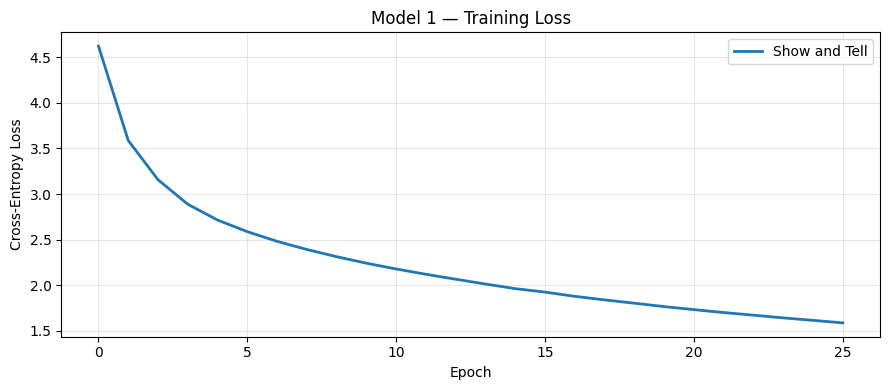 Model 1 — Training Loss
Show and Tell
Cross-Entropy Loss
4.5
4.0
3.5
3.0
2.5
2.0
1.5
0 5 10 15 20 25
Epoch